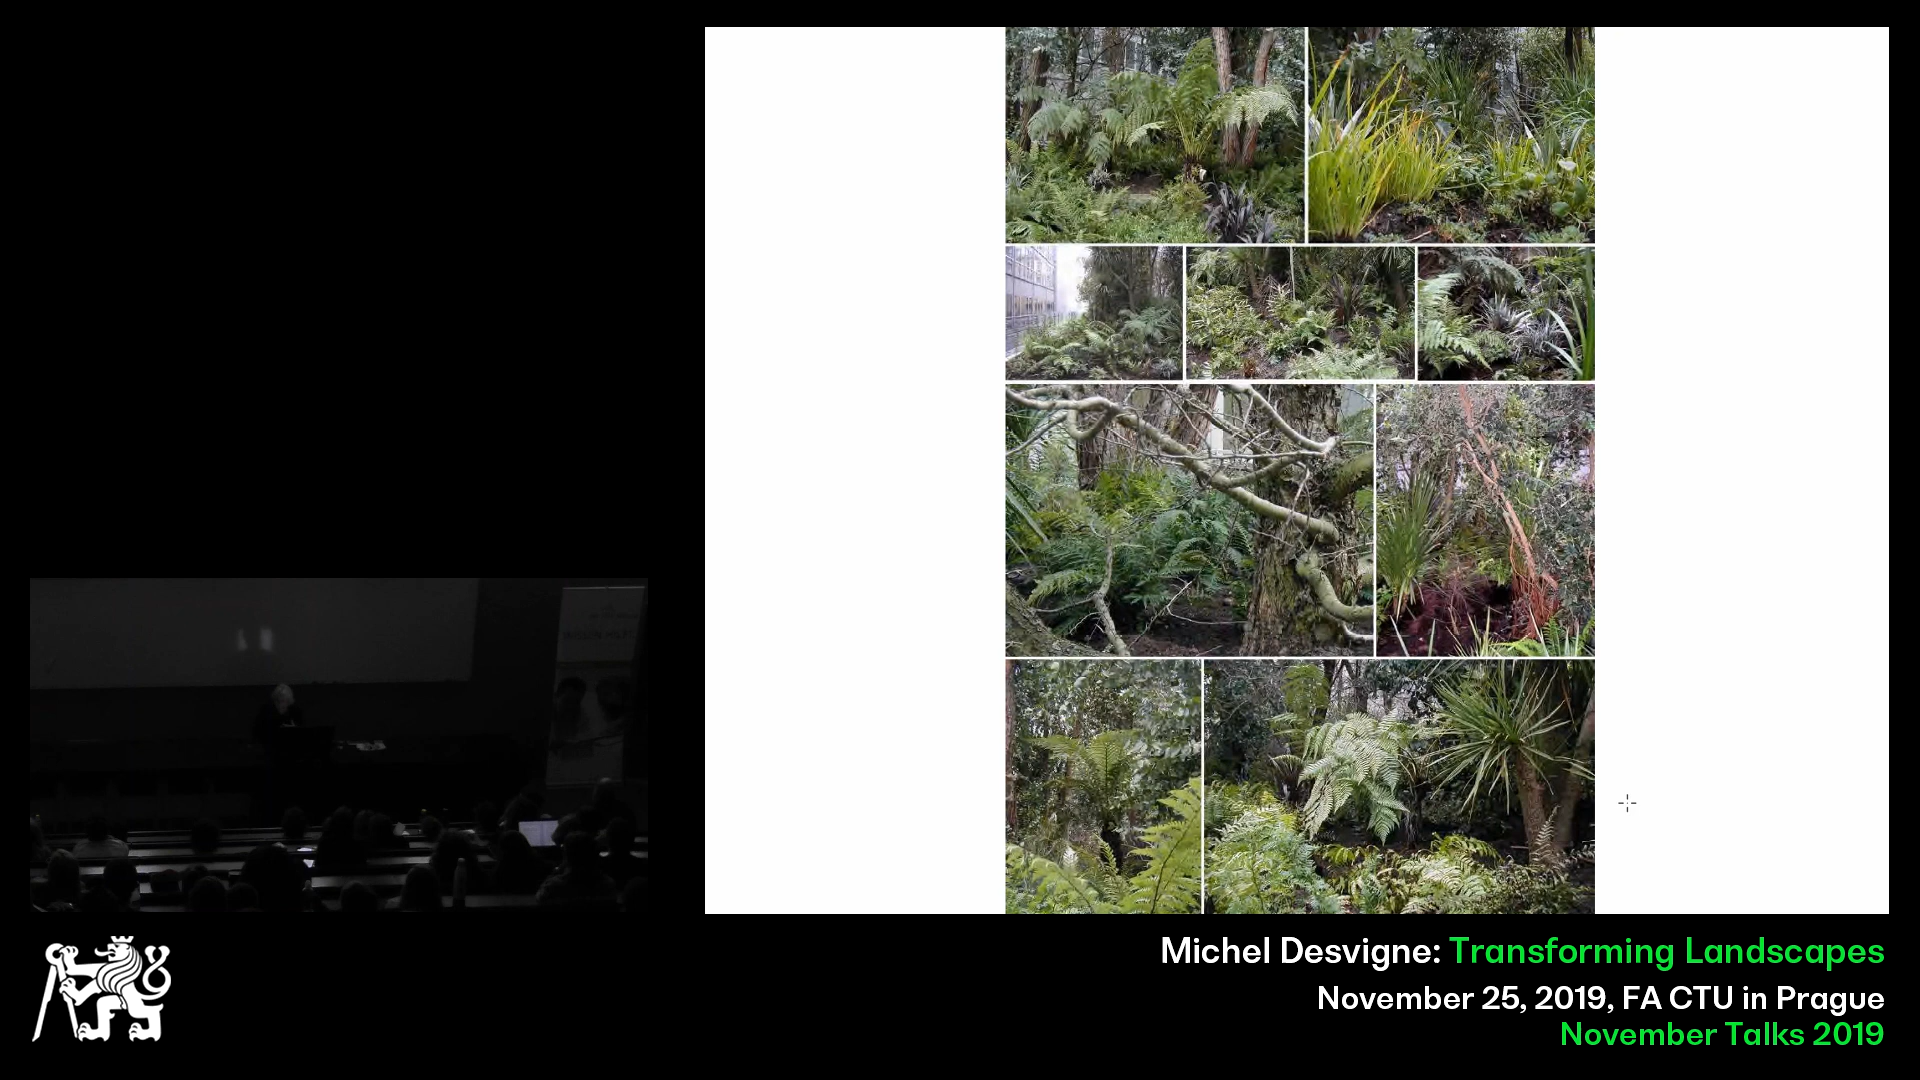 Michel Desvigne: Transforming Landscapes
November 25, 2019, FA CTU in Prague
November Talks 2019